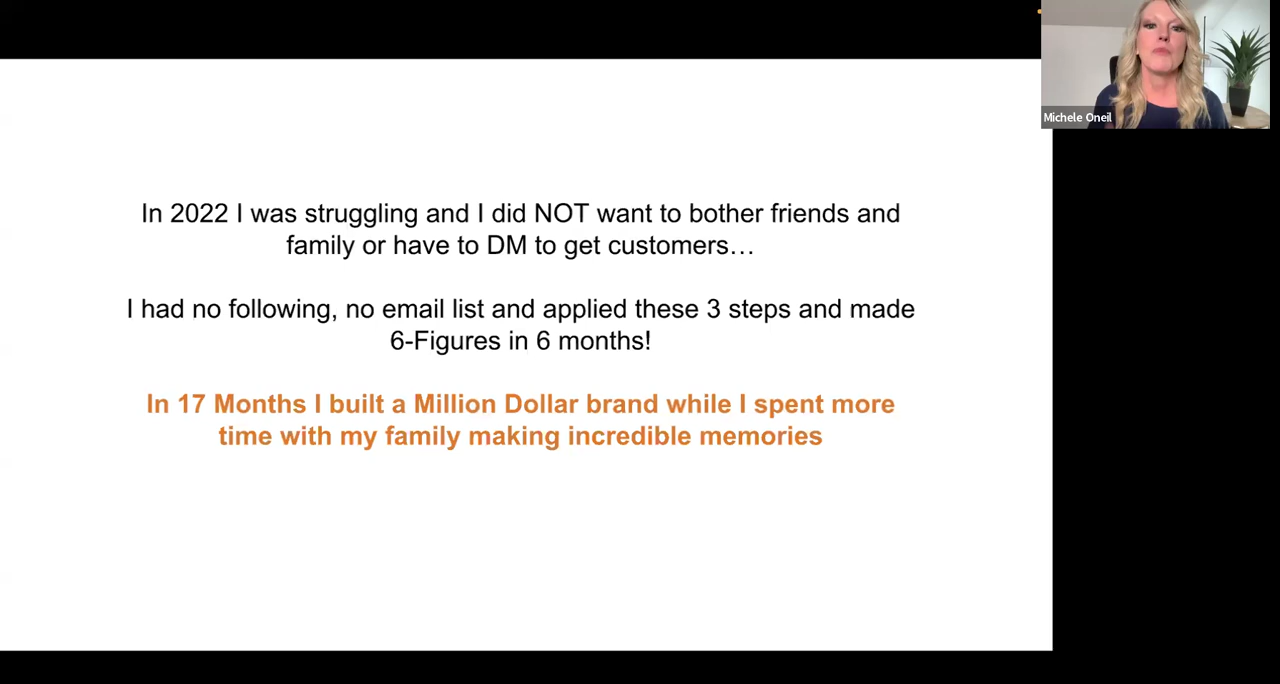 Michele Oneil
In 2022 I was struggling and I did NOT want to bother friends and
family or have to DM to get customers…
I had no following, no email list and applied these 3 steps and made
6-Figures in 6 months!
In 17 Months I built a Million Dollar brand while I spent more
time with my family making incredible memories